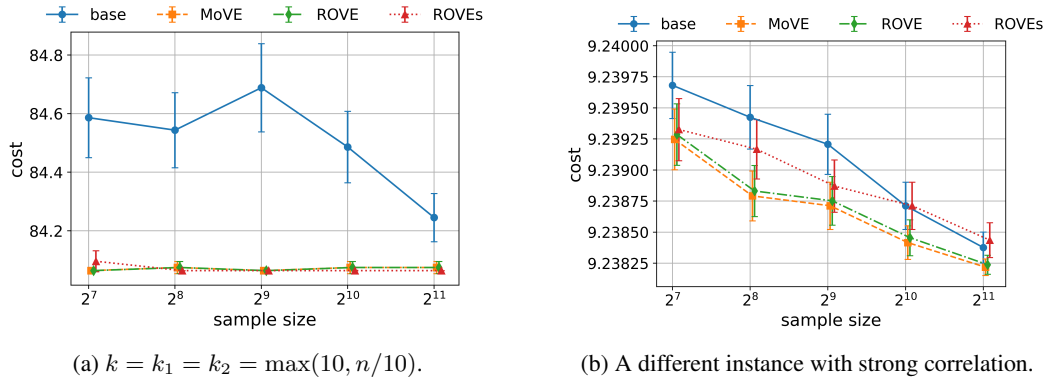 base MoVE ROVE ROVEs
84.8
84.6
84.4
84.2
cost
2^7 2^8 2^9 2^10 2^11
sample size
(a) k = k₁ = k₂ = max(10, n/10).
base MoVE ROVE ROVEs
9.24000
9.23975
9.23950
9.23925
9.23900
9.23875
9.23850
9.23825
cost
2^7 2^8 2^9 2^10 2^11
sample size
(b) A different instance with strong correlation.